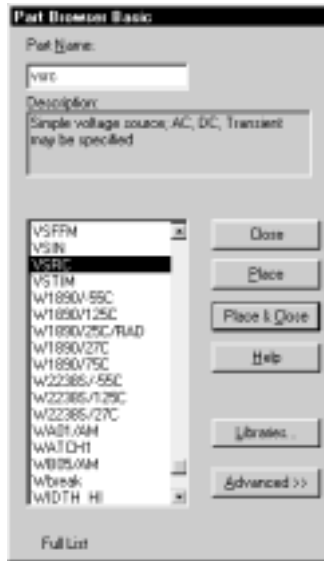 Part Browser Basic
Part Name:
vsrc
Description:
Simple voltage source; AC, DC, Transient
may be specified
VSFFM
VSIN
VSRC
VSTIM
W1890/-55C
W1890/125C
W1890/25C/RAD
W1890/27C
W1890/75C
W2238S/-55C
W2238S/125C
W2238S/27C
WA01/AM
WATCH1
WB05/AM
Wbreak
WIDTH HI
Close
Place
Place & Close
Help
Libraries...
Advanced >>
Full List